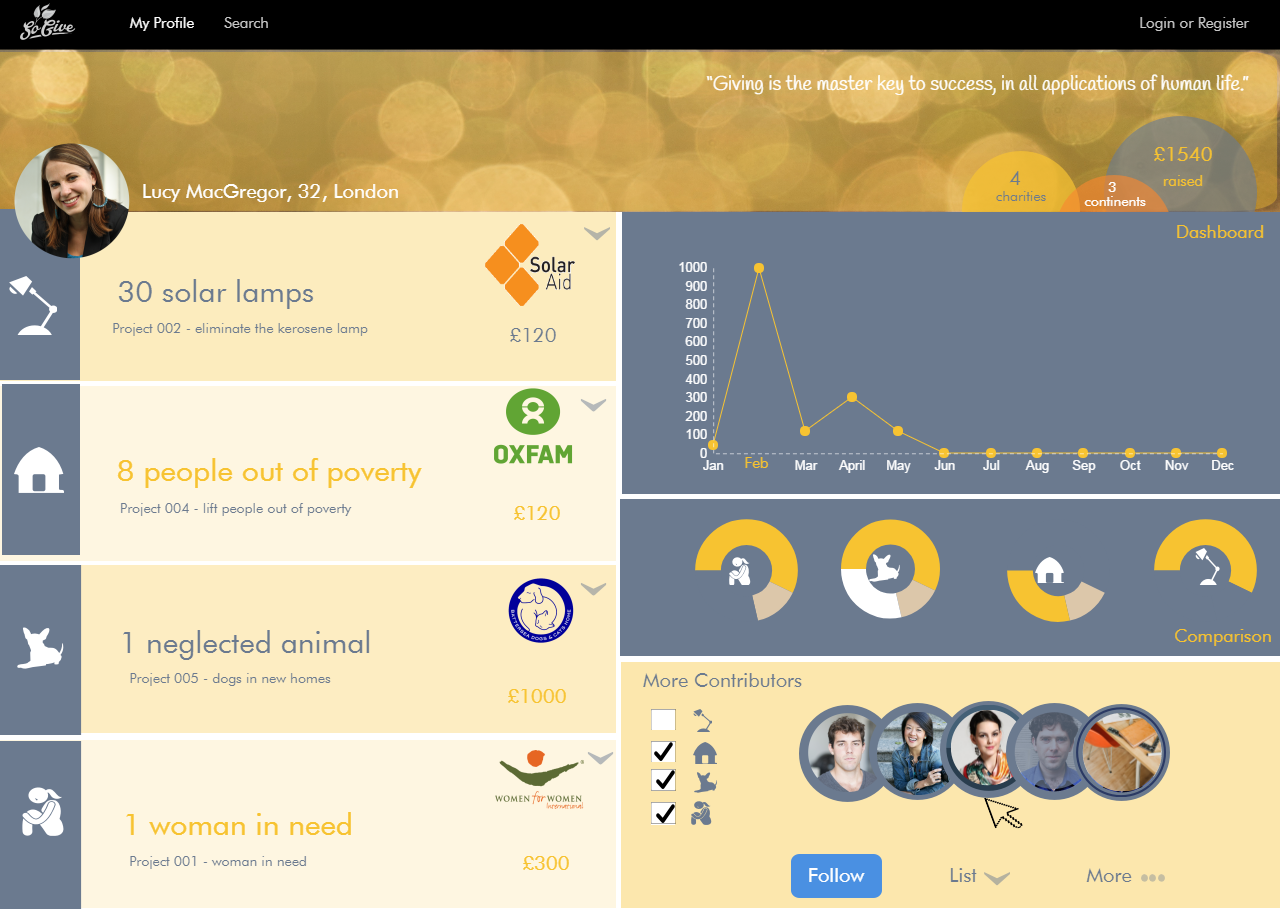 So Give
My Profile
Search
Login or Register
"Giving is the master key to success, in all applications of human life."
£1540
raised
4
charities
3
continents
Lucy MacGregor, 32, London
30 solar lamps
Project 002 - eliminate the kerosene lamp
Solar
Aid
£120
8 people out of poverty
Project 004 - lift people out of poverty
OXFAM
£120
1 neglected animal
Project 005 - dogs in new homes
BATTERSEA DOGS & CATS HOME
£1000
1 woman in need
Project 001 - woman in need
WOMEN for WOMEN
International
£300
Dashboard
1000
900
800
700
600
500
400
300
200
100
0
Jan Feb Mar April May Jun Jul Aug Sep Oct Nov Dec
Comparison
More Contributors
Follow
List
More